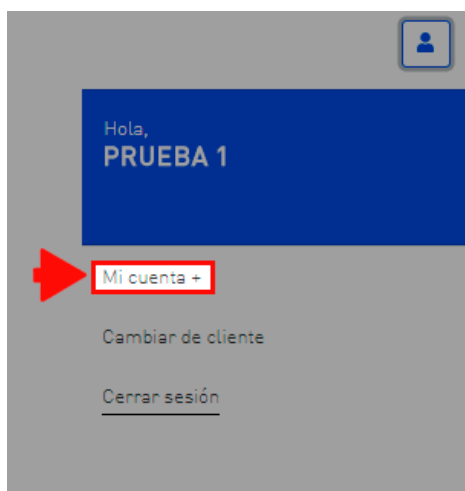 Hola,
PRUEBA 1
Mi cuenta +
Cambiar de cliente
Cerrar sesión